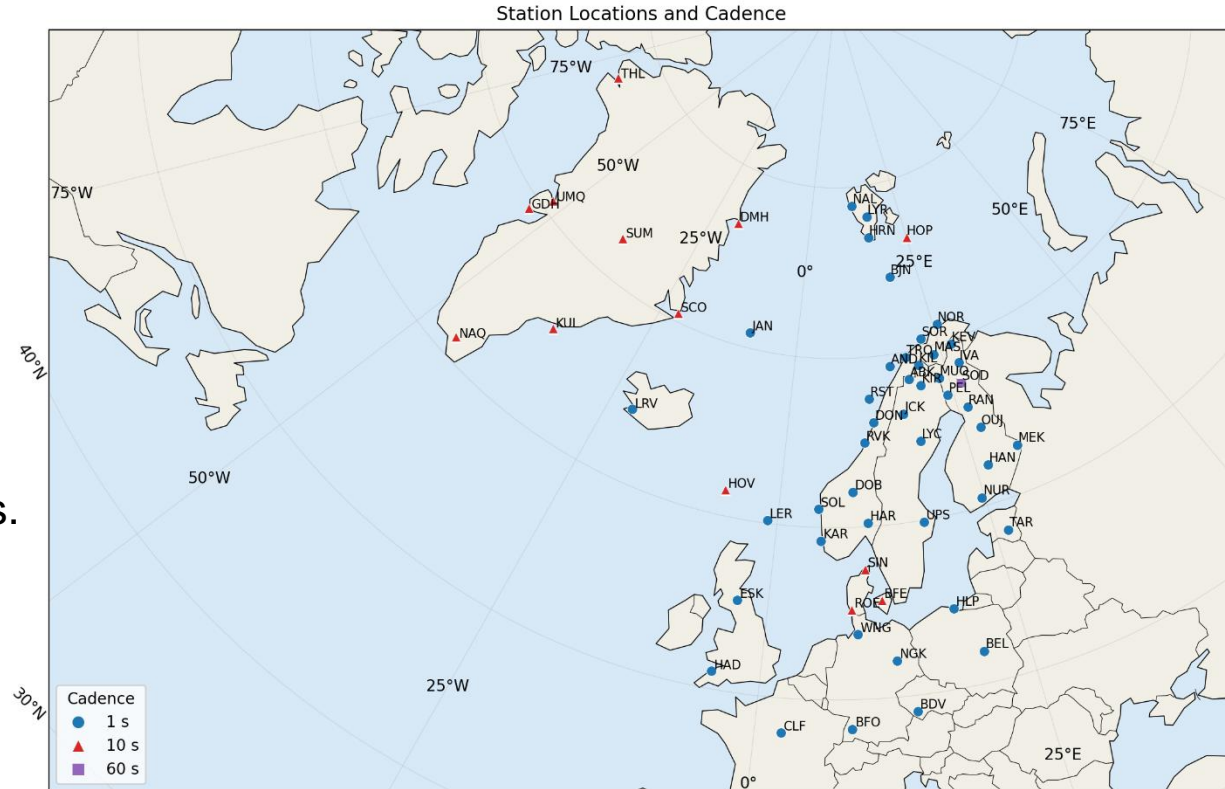 Station Locations and Cadence
75°W
THL
75°E
50°W
75°W
UMQ
GDH
NAL
LYR
50°E
DMH
SUM
25°W
HRN
HOP
25°E
0°
BJN
SCO
NOR
KUL
JAN
SOR
NAQ
KEV
TRO
MAS
AND
KIL
IVA
40°N
ABK
MUO
KIR
SOD
PEL
RST
RAN
LRV
JCK
DON
OUJ
RVK
LYC
MEK
HAN
50°W
HOV
DOB
NUR
s.
SOL
LER
HAR
UPS
TAR
KAR
SIN
ESK
BFE
ROE
HLP
WNG
BEL
NGK
HAD
25°W
30°N
Cadence
1 s
10 s
60 s
BDV
CLF
BFO
25°E
0°